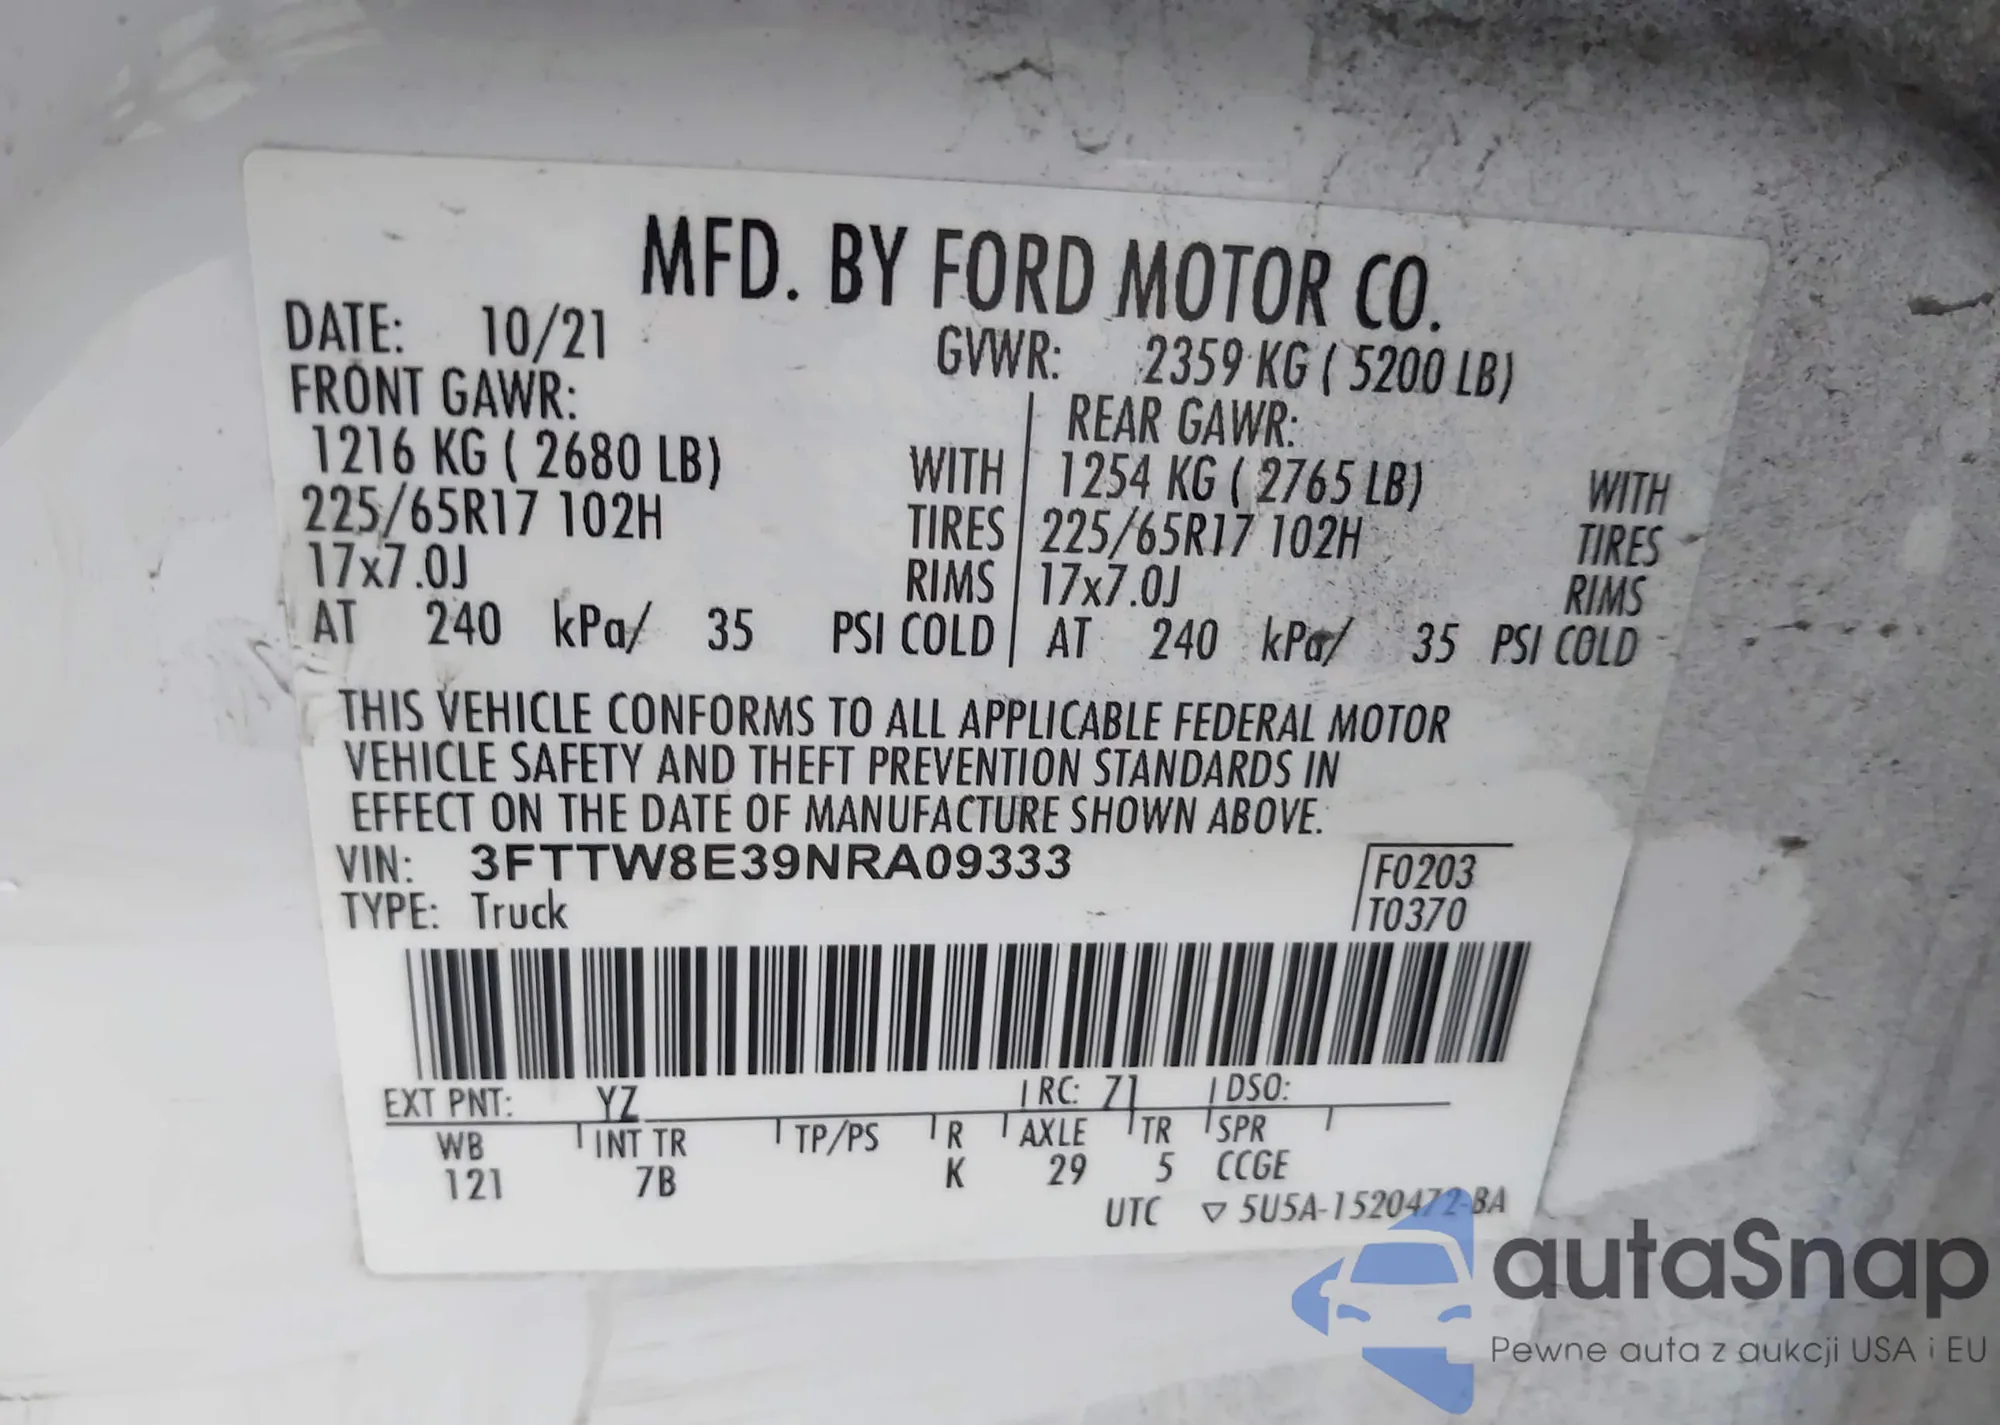 MFD. BY FORD MOTOR CO.
DATE: 10/21 GVWR: 2359 KG ( 5200 LB)
FRONT GAWR: REAR GAWR:
1216 KG ( 2680 LB) WITH 1254 KG ( 2765 LB) WITH
225/65R17 102H TIRES 225/65R17 102H TIRES
17x7.0J RIMS 17x7.0J RIMS
AT 240 kPa/ 35 PSI COLD AT 240 kPa/ 35 PSI COLD
THIS VEHICLE CONFORMS TO ALL APPLICABLE FEDERAL MOTOR
VEHICLE SAFETY AND THEFT PREVENTION STANDARDS IN
EFFECT ON THE DATE OF MANUFACTURE SHOWN ABOVE.
VIN: 3FTTW8E39NRA09333 F0203
TYPE: Truck T0370
EXT PNT: YZ RC: 71 DSO:
WB INT TR TP/PS R AXLE TR SPR
121 7B K 29 5 CCGE
UTC ▽ 5U5A-1520472-BA
autaSnap
Pewne auta z aukcji USA i EU